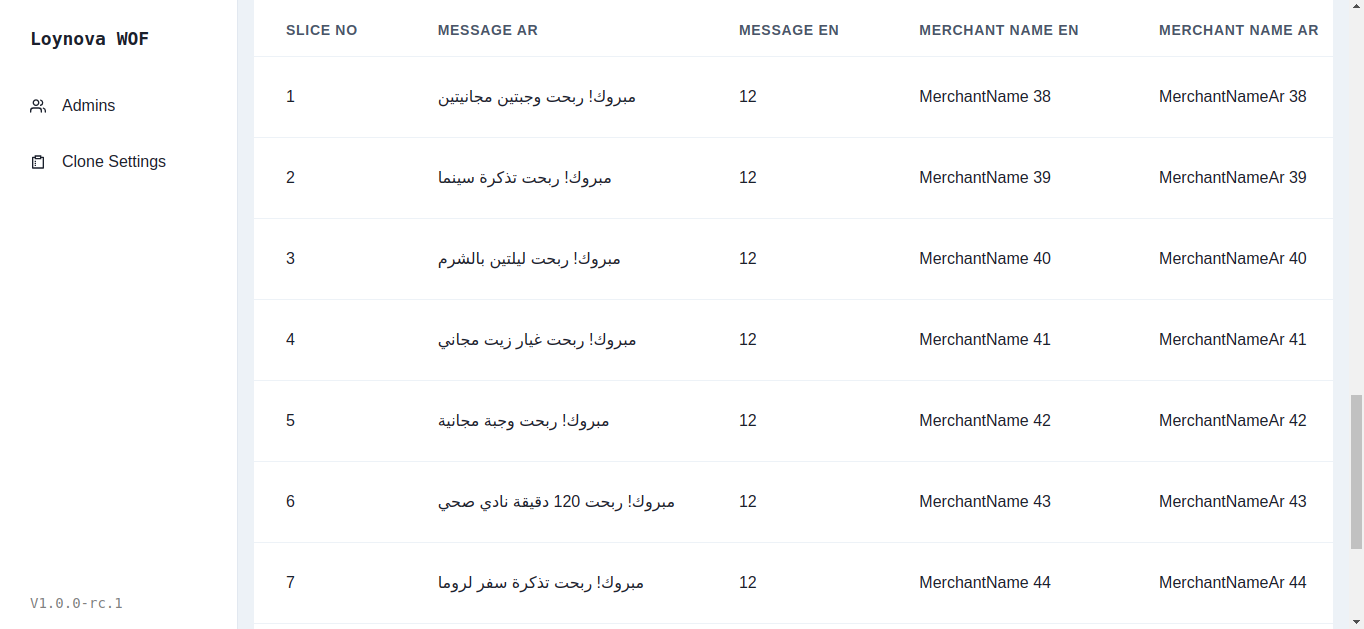 Loynova WOF
Admins
Clone Settings
V1.0.0-rc.1
SLICE NO MESSAGE AR MESSAGE EN MERCHANT NAME EN MERCHANT NAME AR
1 مبروك! ربحت وجبتين مجانيتين 12 MerchantName 38 MerchantNameAr 38
2 مبروك! ربحت تذكرة سينما 12 MerchantName 39 MerchantNameAr 39
3 مبروك! ربحت ليلتين بالشرم 12 MerchantName 40 MerchantNameAr 40
4 مبروك! ربحت غيار زيت مجاني 12 MerchantName 41 MerchantNameAr 41
5 مبروك! ربحت وجبة مجانية 12 MerchantName 42 MerchantNameAr 42
6 مبروك! ربحت 120 دقيقة نادي صحي 12 MerchantName 43 MerchantNameAr 43
7 مبروك! ربحت تذكرة سفر لروما 12 MerchantName 44 MerchantNameAr 44